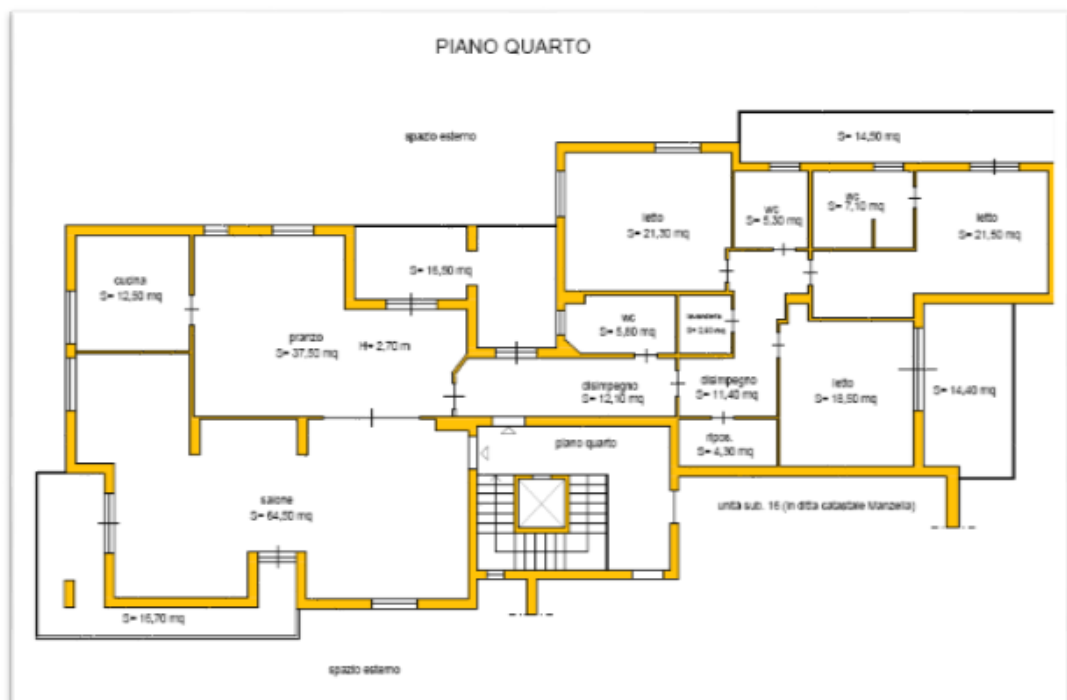 PIANO QUARTO
spazio esterno
S= 14,50 mq
letto
S= 21,30 mq
wc
S= 5,30 mq
wc
S= 7,10 mq
letto
S= 21,50 mq
cucina
S= 12,50 mq
S= 16,90 mq
pranzo
S= 37,50 mq
H= 2,70 m
wc
S= 5,80 mq
lavanderia
disimpegno
S= 12,10 mq
disimpegno
S= 11,40 mq
letto
S= 18,50 mq
S= 14,40 mq
ripos.
S= 4,30 mq
piano quarto
salone
S= 64,50 mq
unità sub. 16 (in ditta catastale Manzella)
S= 16,70 mq
spazio esterno